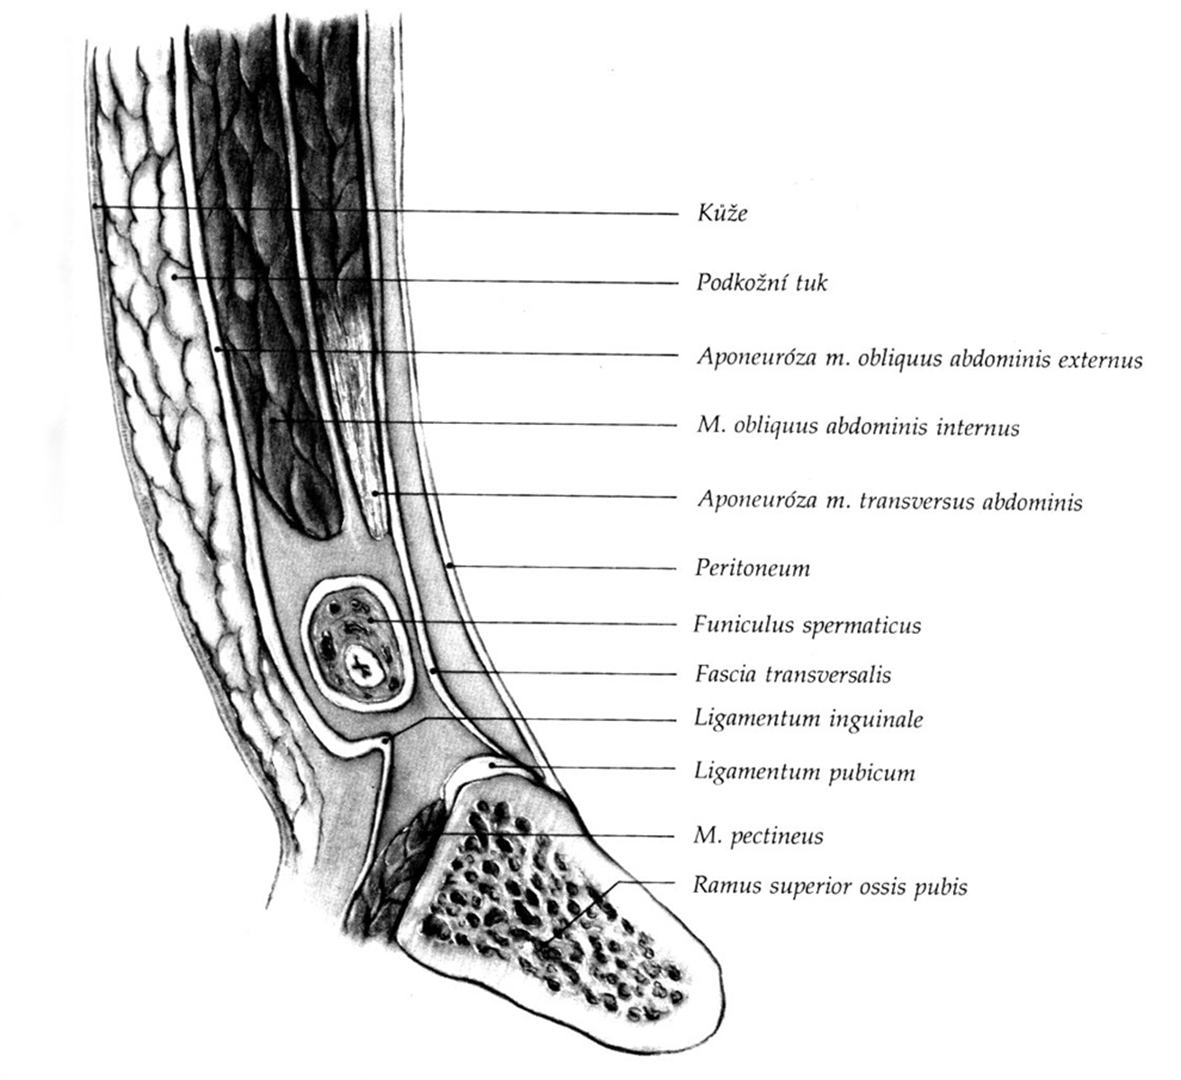 Kůže
Podkožní tuk
Aponeuróza m. obliquus abdominis externus
M. obliquus abdominis internus
Aponeuróza m. transversus abdominis
Peritoneum
Funiculus spermaticus
Fascia transversalis
Ligamentum inguinale
Ligamentum pubicum
M. pectineus
Ramus superior ossis pubis